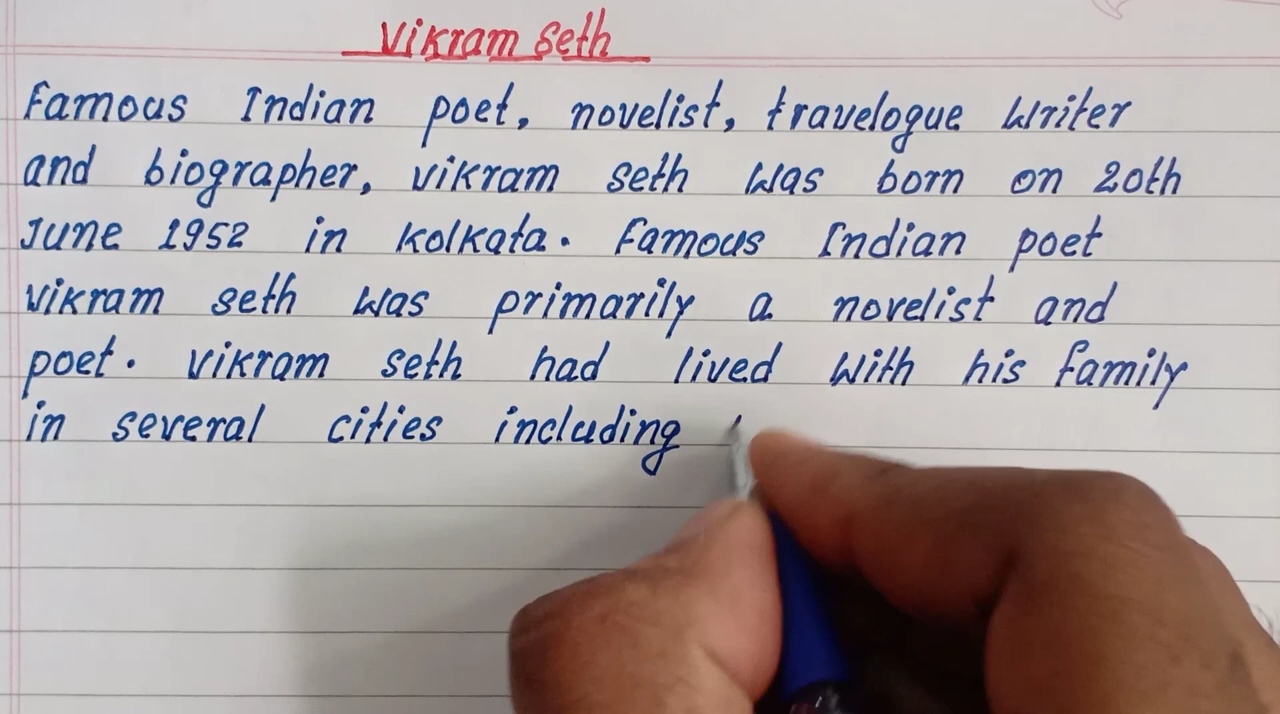 Vikram Seth
Famous Indian poet, novelist, travelogue writer
and biographer, Vikram Seth was born on 20th
June 1952 in Kolkata. Famous Indian poet
Vikram Seth was primarily a novelist and
poet. Vikram Seth had lived with his family
in several cities including